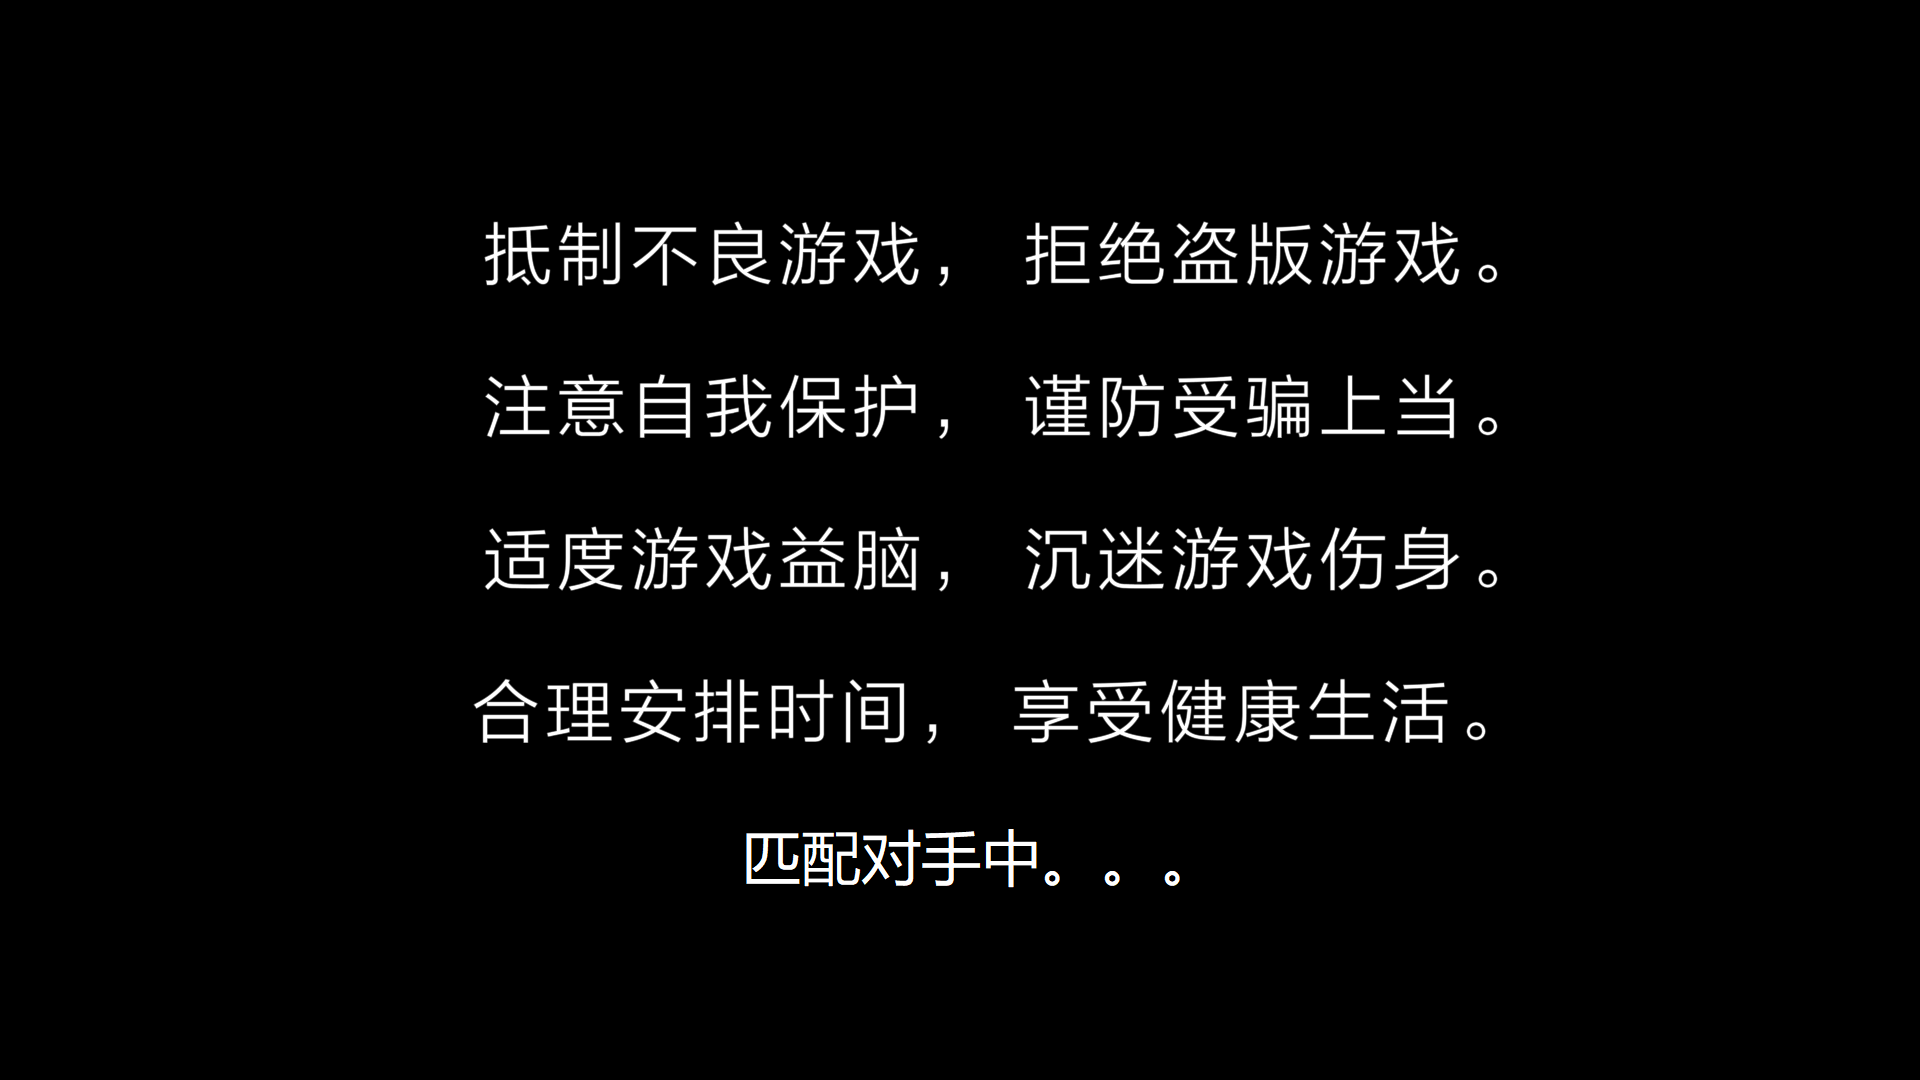 抵制不良游戏， 拒绝盗版游戏。
注意自我保护， 谨防受骗上当。
适度游戏益脑， 沉迷游戏伤身。
合理安排时间， 享受健康生活。
匹配对手中。。。